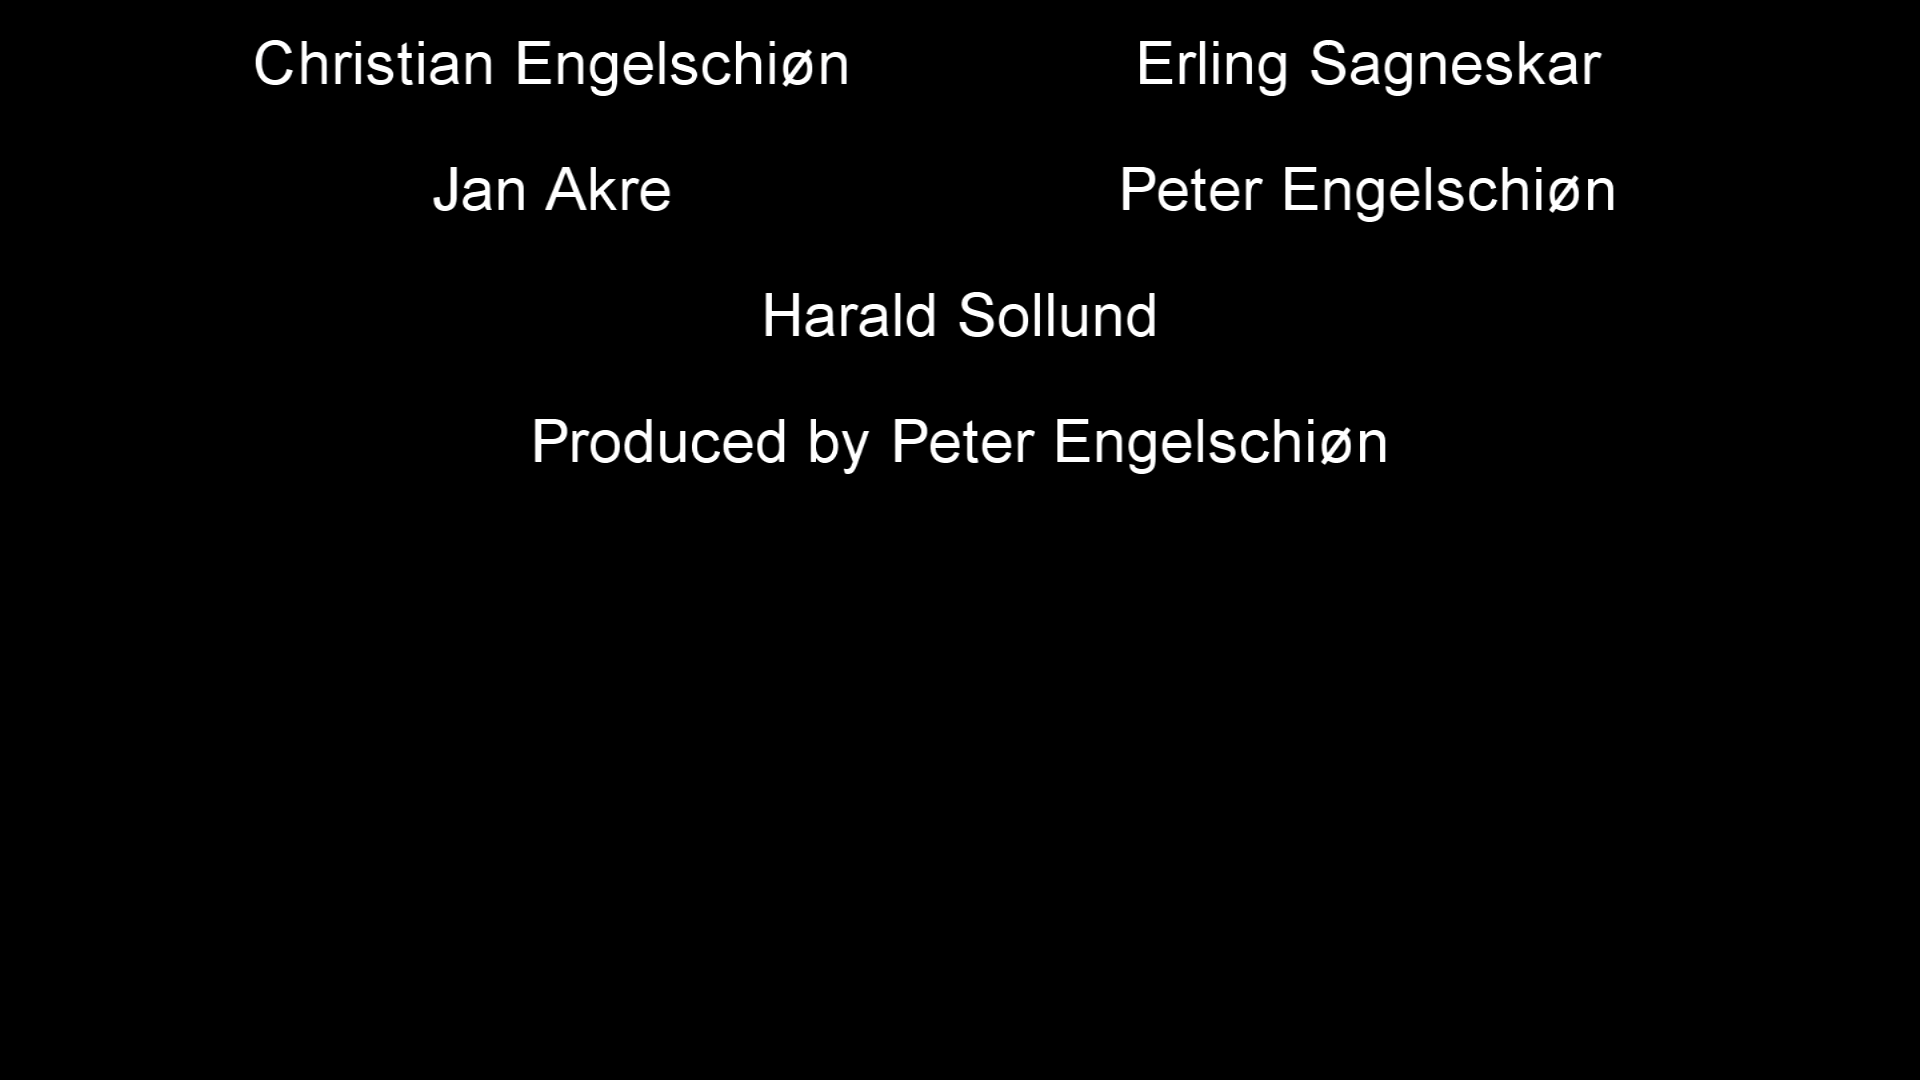 Christian Engelschiøn Erling Sagneskar
Jan Akre Peter Engelschiøn
Harald Sollund
Produced by Peter Engelschiøn